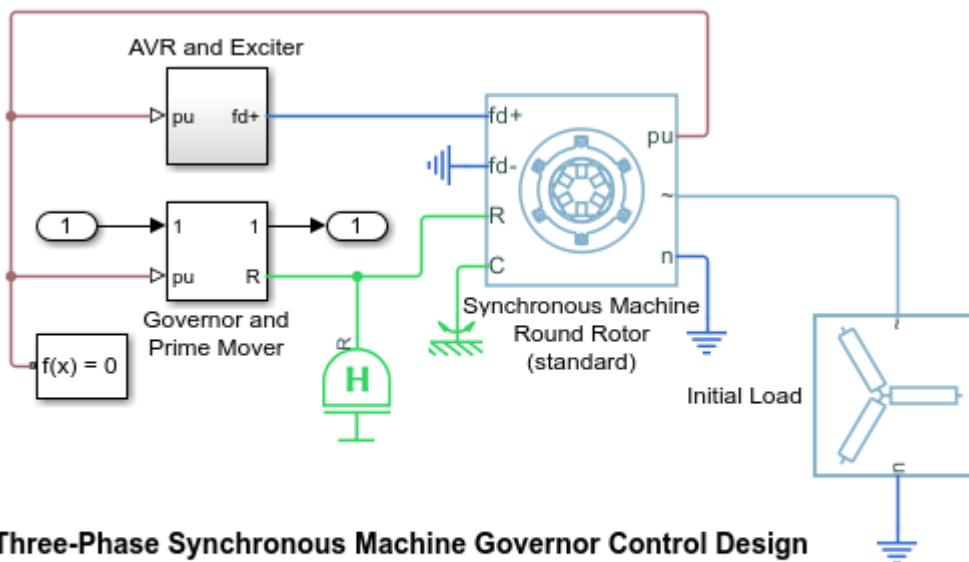 AVR and Exciter
pu
fd+
fd+
pu
fd-
~
1
1
1
1
R
pu
R
C
n
Governor and
Prime Mover
Synchronous Machine
Round Rotor
(standard)
R
~
f(x) = 0
H
Initial Load
n
Three-Phase Synchronous Machine Governor Control Design